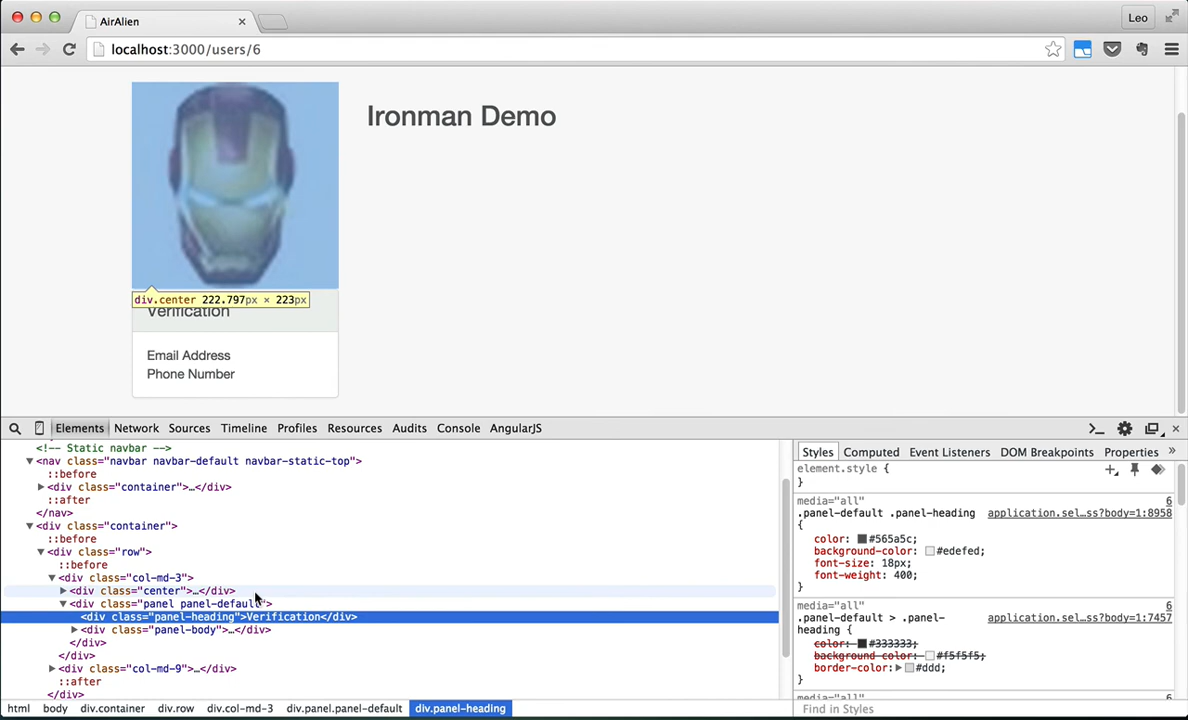 AirAlien
Leo
localhost:3000/users/6
Ironman Demo
div.center 222.797px × 223px
Verification
Email Address
Phone Number
Elements Network Sources Timeline Profiles Resources Audits Console AngularJS
<!-- Static navbar -->
<nav class="navbar navbar-default navbar-static-top">
::before
<div class="container">…</div>
::after
</nav>
<div class="container">
::before
<div class="row">
::before
<div class="col-md-3">
<div class="center">…</div>
<div class="panel panel-default">
<div class="panel-heading">Verification</div>
<div class="panel-body">…</div>
</div>
</div>
<div class="col-md-9">…</div>
::after
</div>
html body div.container div.row div.col-md-3 div.panel.panel-default div.panel-heading
Styles Computed Event Listeners DOM Breakpoints Properties »
element.style {
}
media="all" 6
.panel-default .panel-heading application.sel…ss?body=1:8958
{
color: #565a5c;
background-color: #edefed;
font-size: 18px;
font-weight: 400;
}
media="all" 6
.panel-default > .panel- application.sel…ss?body=1:7457
heading {
color: #333333;
background-color: #f5f5f5;
border-color: #ddd;
}
media="all" 6
Find in Styles